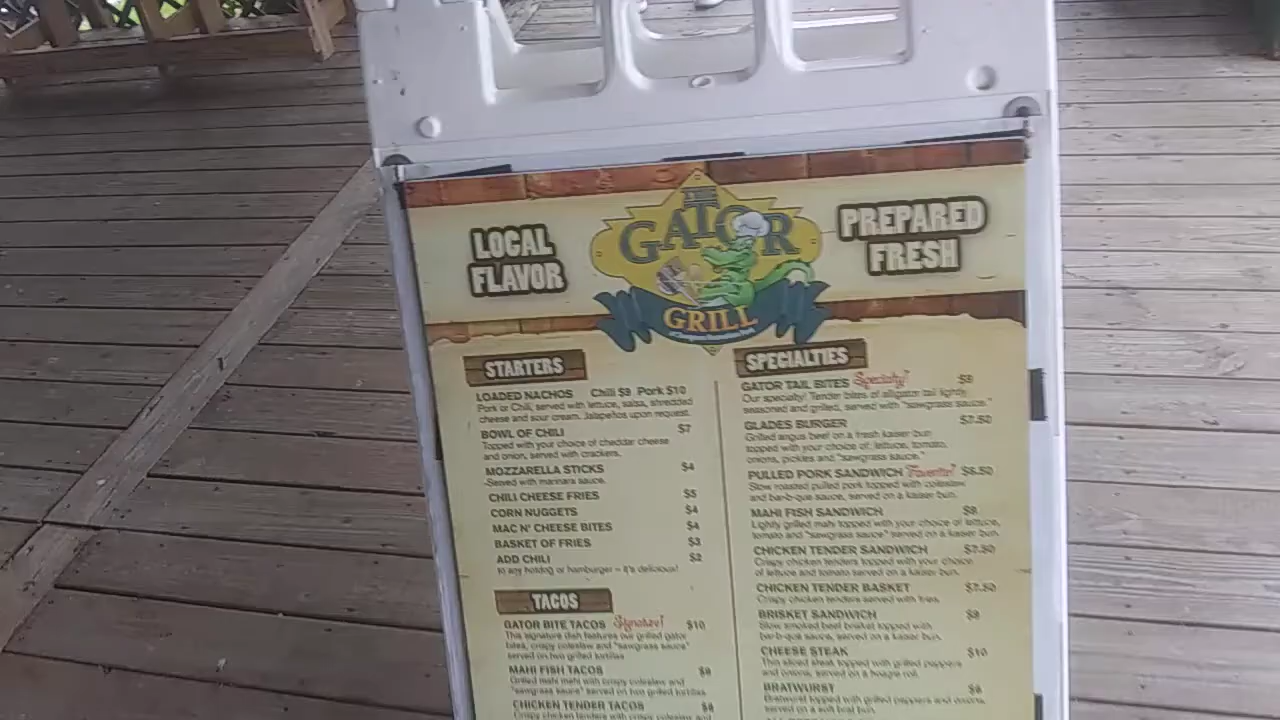 LOCAL
FLAVOR
THE
GATOR
GRILL
PREPARED
FRESH
STARTERS
LOADED NACHOS Chili $9 Pork $10
Pork or Chili, served with lettuce, salsa, shredded
cheese and sour cream. Jalapeños upon request.
BOWL OF CHILI $7
Topped with your choice of cheddar cheese
and onion, served with crackers.
MOZZARELLA STICKS $4
-Served with marinara sauce.
CHILI CHEESE FRIES $5
CORN NUGGETS $4
MAC N' CHEESE BITES $4
BASKET OF FRIES $3
ADD CHILI $2
to any hotdog or hamburger – it's delicious!
TACOS
GATOR BITE TACOS Signature! $10
This signature dish features our grilled gator
bites, crispy coleslaw and "sawgrass sauce"
served on two grilled tortillas
MAHI FISH TACOS
Grilled mahi mahi with crispy coleslaw and
"sawgrass sauce" served on two grilled tortillas
CHICKEN TENDER TACOS
Crispy chicken tenders with crispy coleslaw and
SPECIALTIES
GATOR TAIL BITES Specialty!
Our specialty! Tender bites of alligator tail lightly
seasoned and grilled, served with "sawgrass sauce."
GLADES BURGER $7.50
Grilled angus beef on a fresh kaiser bun
topped with your choice of: lettuce, tomato,
onions, pickles and "sawgrass sauce."
PULLED PORK SANDWICH Favorite!
Slow roasted pulled pork topped with coleslaw
and bar-b-que sauce, served on a kaiser bun.
MAHI FISH SANDWICH
Lightly grilled mahi topped with your choice of lettuce,
tomato and "sawgrass sauce" served on a kaiser bun.
CHICKEN TENDER SANDWICH $7.50
Crispy chicken tenders topped with your choice
of lettuce and tomato served on a kaiser bun.
CHICKEN TENDER BASKET $7.50
Crispy chicken tenders served with fries.
BRISKET SANDWICH $9
Slow smoked beef brisket topped with
bar-b-que sauce, served on a kaiser bun.
CHEESE STEAK $10
Thin sliced steak topped with grilled peppers
and onions, served on a hoagie roll.
BRATWURST
Bratwurst topped with grilled peppers and onions,
served on a soft brat bun.